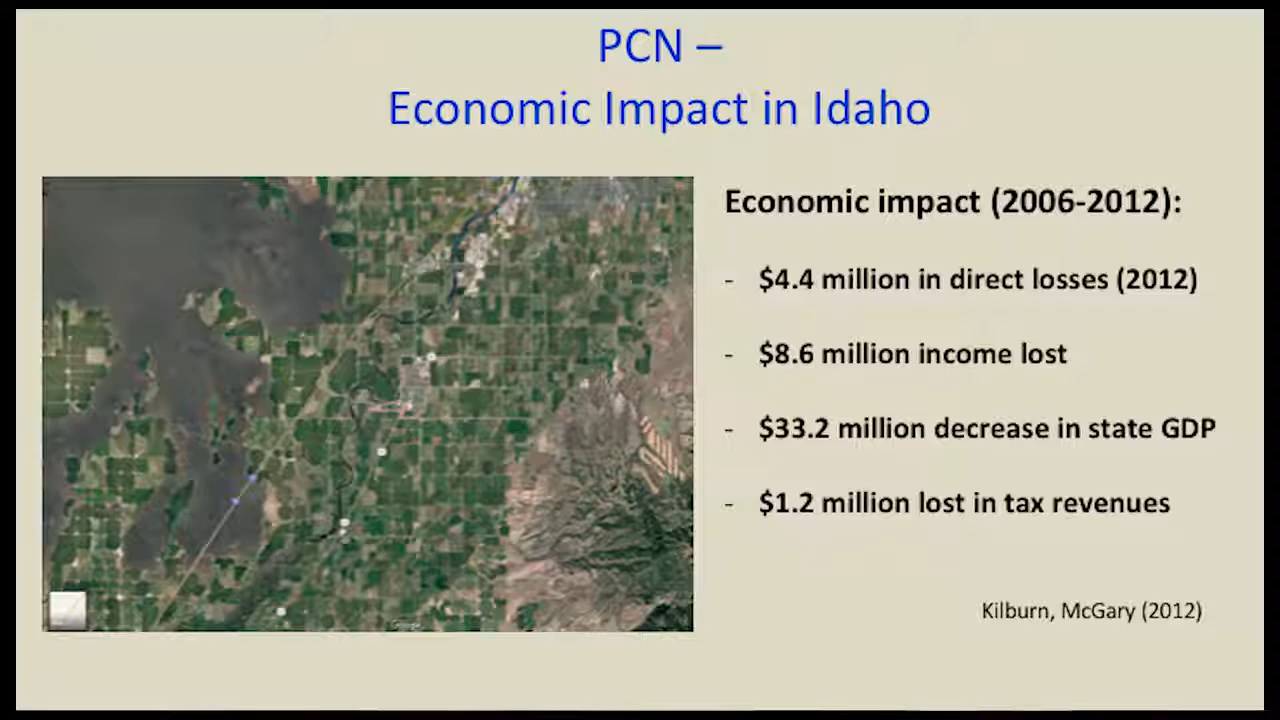 PCN –
Economic Impact in Idaho
Economic impact (2006-2012):
- $4.4 million in direct losses (2012)
- $8.6 million income lost
- $33.2 million decrease in state GDP
- $1.2 million lost in tax revenues
Kilburn, McGary (2012)
Google